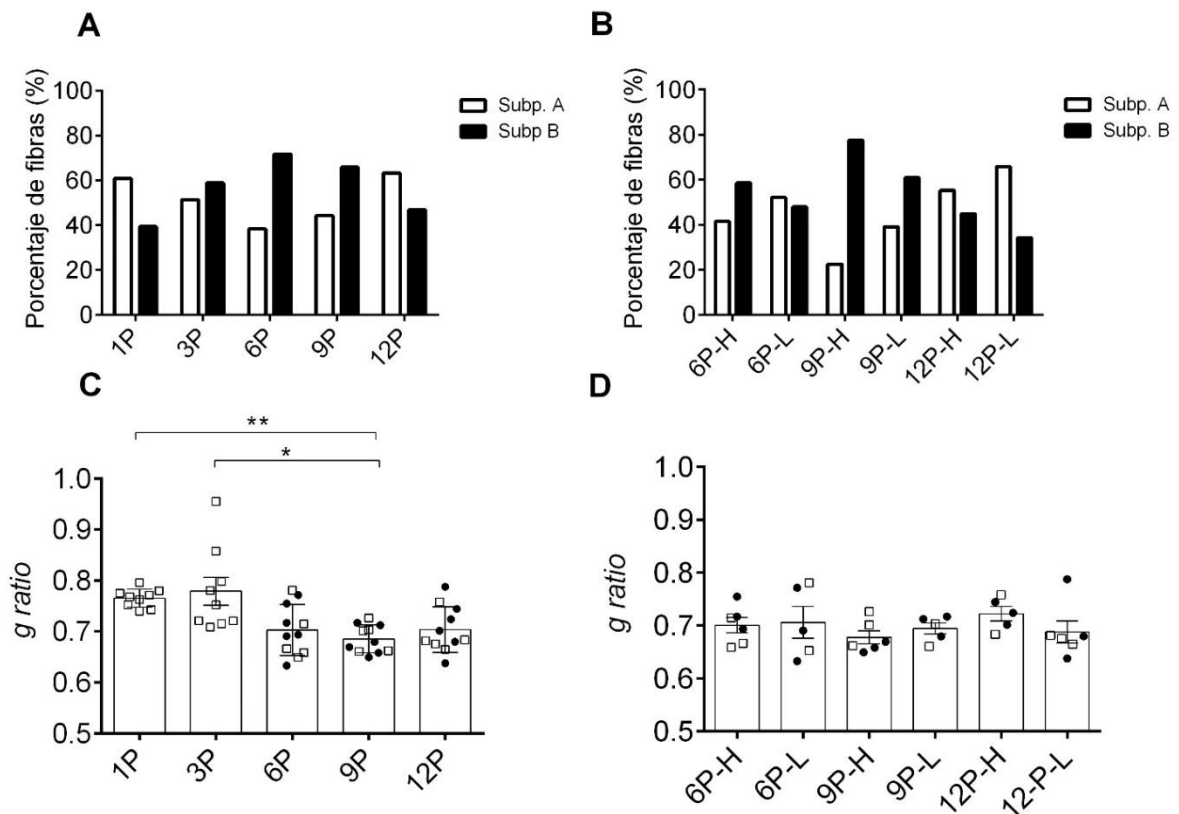 A
Porcentaje de fibras (%)
100
80
60
40
20
0
1P
3P
6P
9P
12P
Subp. A
Subp B
B
Porcentaje de fibras (%)
100
80
60
40
20
0
6P-H
6P-L
9P-H
9P-L
12P-H
12P-L
Subp. A
Subp. B
C
**
*
g ratio
1.0
0.9
0.8
0.7
0.6
0.5
1P
3P
6P
9P
12P
D
g ratio
1.0
0.9
0.8
0.7
0.6
0.5
6P-H
6P-L
9P-H
9P-L
12P-H
12-P-L